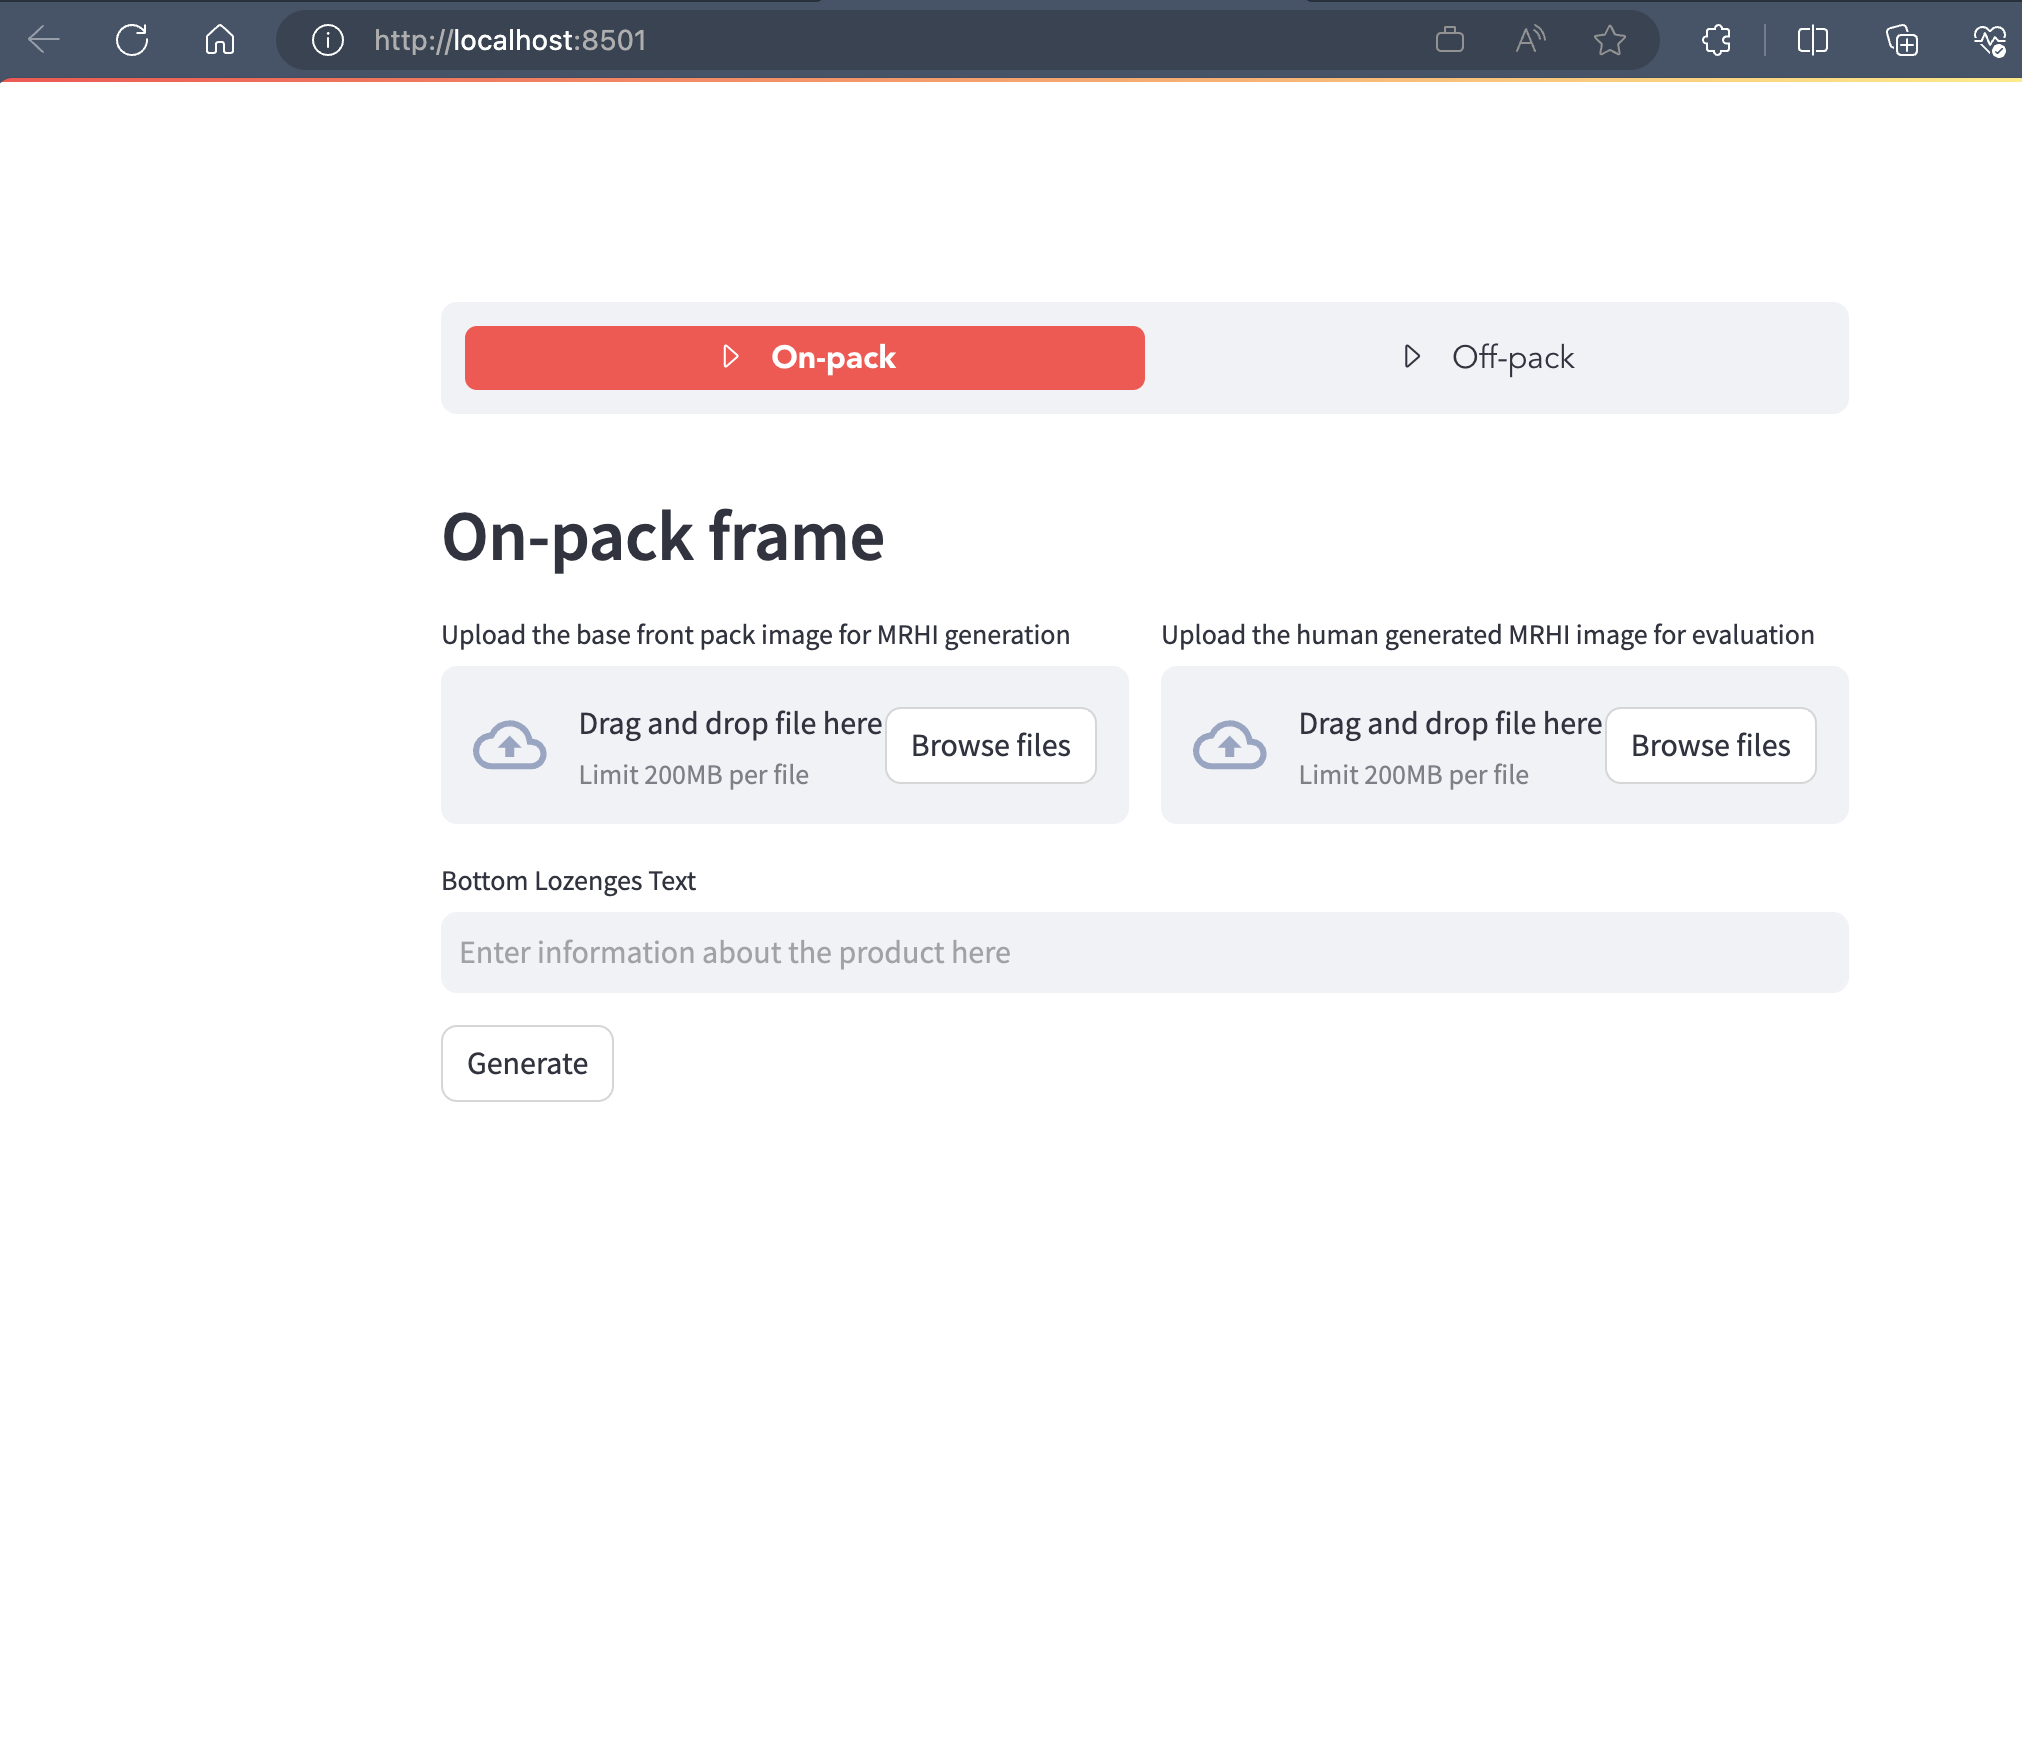 http://localhost:8501
On-pack
Off-pack
On-pack frame
Upload the base front pack image for MRHI generation
Drag and drop file here
Limit 200MB per file
Browse files
Upload the human generated MRHI image for evaluation
Drag and drop file here
Limit 200MB per file
Browse files
Bottom Lozenges Text
Enter information about the product here
Generate